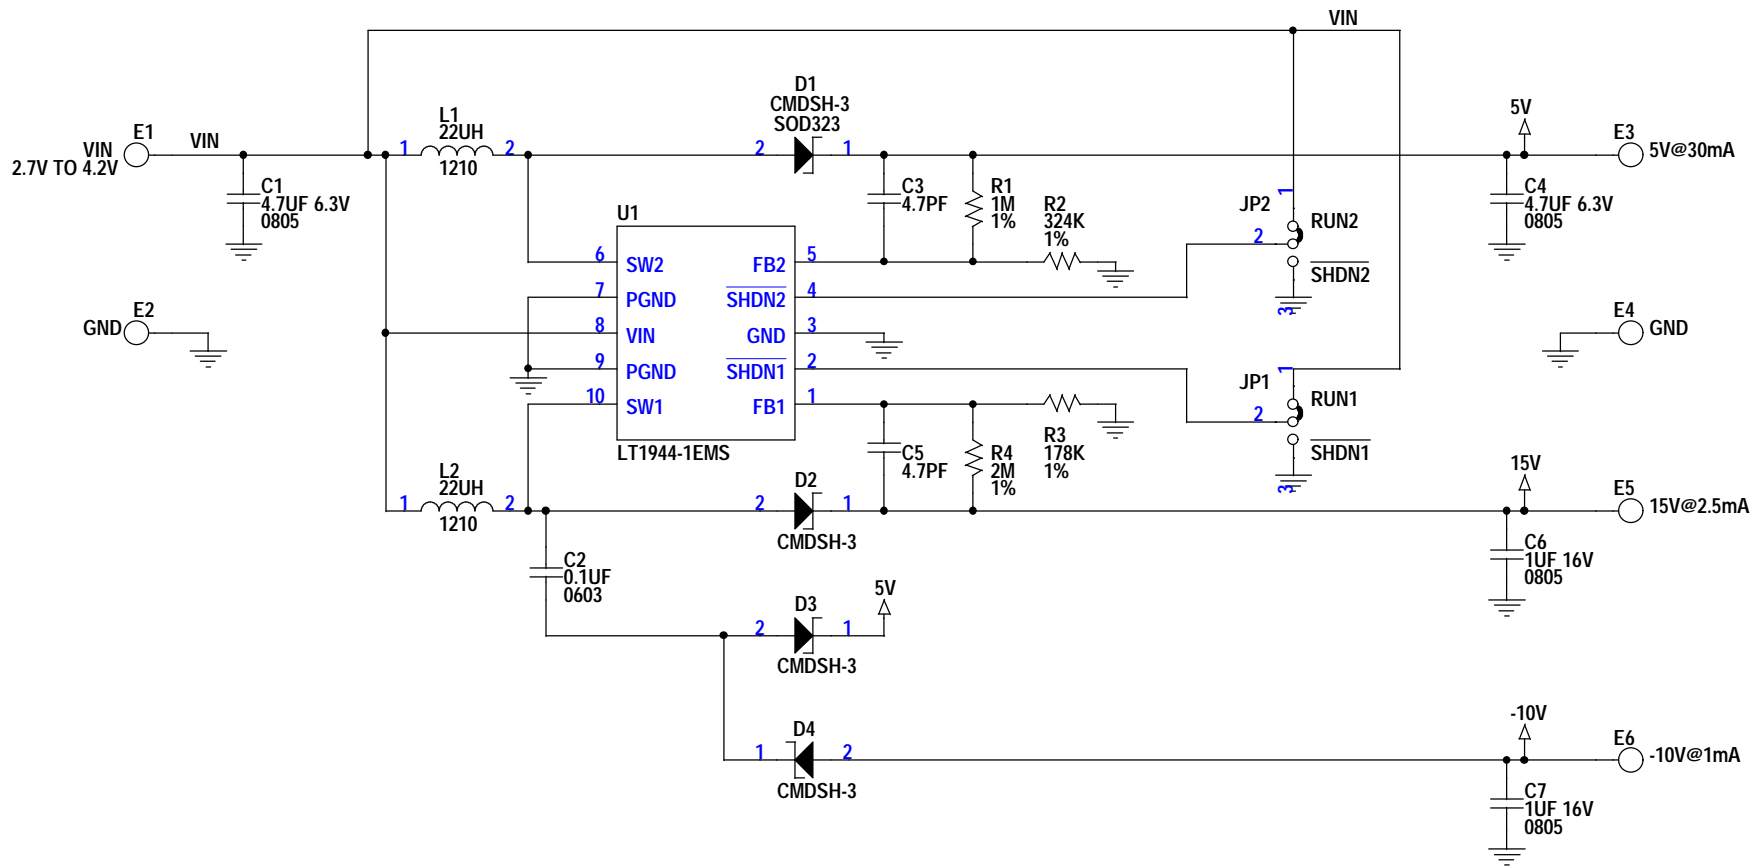 VIN
D1
CMDSH-3
SOD323
5V
L1
22UH
1 2
1210
E1
VIN
VIN
2.7V TO 4.2V
2 1
E3
5V@30mA
C1
4.7UF 6.3V
0805
C3
4.7PF
R1
1M
1%
R2
324K
1%
C4
4.7UF 6.3V
0805
JP2
1
RUN2
2
SHDN2
3
U1
6 SW2 FB2 5
7 PGND SHDN2 4
8 VIN GND 3
9 PGND SHDN1 2
10 SW1 FB1 1
LT1944-1EMS
E2
GND
E4
GND
JP1
1
RUN1
2
SHDN1
3
C5
4.7PF
R4
2M
1%
R3
178K
1%
L2
22UH
1 2
1210
D2
2 1
CMDSH-3
15V
E5
15V@2.5mA
C6
1UF 16V
0805
C2
0.1UF
0603
D3
2 1
CMDSH-3
5V
D4
1 2
CMDSH-3
-10V
E6
-10V@1mA
C7
1UF 16V
0805